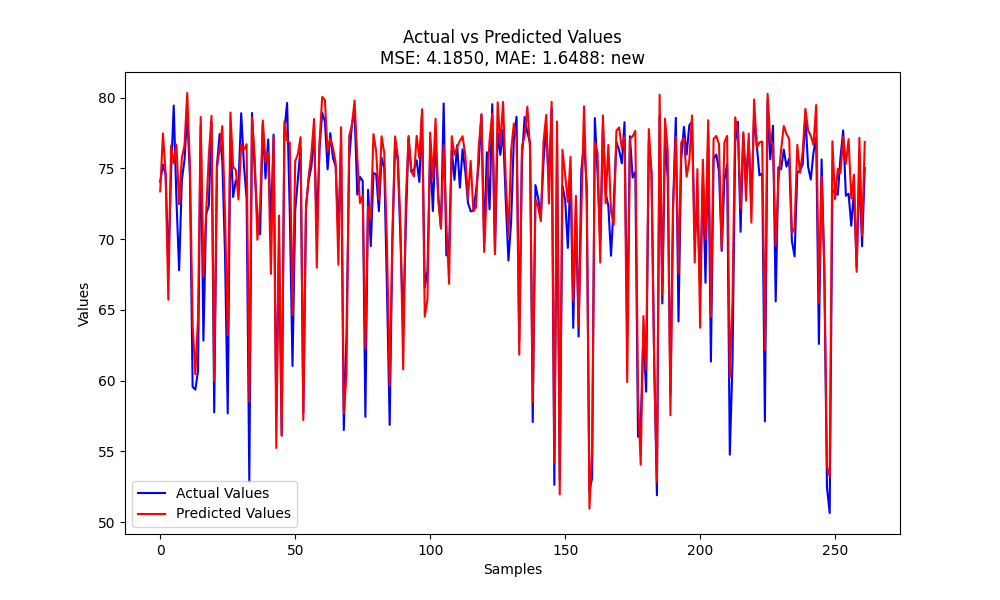 Actual vs Predicted Values
MSE: 4.1850, MAE: 1.6488: new
80
75
70
65
60
55
50
Values
Actual Values
Predicted Values
0
50
100
150
200
250
Samples